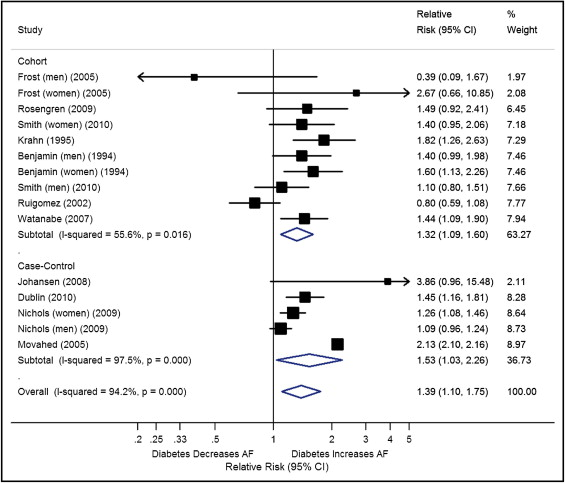 Relative %
Study Risk (95% CI) Weight
Cohort
Frost (men) (2005) 0.39 (0.09, 1.67) 1.97
Frost (women) (2005) 2.67 (0.66, 10.85) 2.08
Rosengren (2009) 1.49 (0.92, 2.41) 6.45
Smith (women) (2010) 1.40 (0.95, 2.06) 7.18
Krahn (1995) 1.82 (1.26, 2.63) 7.29
Benjamin (men) (1994) 1.40 (0.99, 1.98) 7.46
Benjamin (women) (1994) 1.60 (1.13, 2.26) 7.46
Smith (men) (2010) 1.10 (0.80, 1.51) 7.66
Ruigomez (2002) 0.80 (0.59, 1.08) 7.77
Watanabe (2007) 1.44 (1.09, 1.90) 7.94
Subtotal (I-squared = 55.6%, p = 0.016) 1.32 (1.09, 1.60) 63.27
.
Case-Control
Johansen (2008) 3.86 (0.96, 15.48) 2.11
Dublin (2010) 1.45 (1.16, 1.81) 8.28
Nichols (women) (2009) 1.26 (1.08, 1.46) 8.64
Nichols (men) (2009) 1.09 (0.96, 1.24) 8.73
Movahed (2005) 2.13 (2.10, 2.16) 8.97
Subtotal (I-squared = 97.5%, p = 0.000) 1.53 (1.03, 2.26) 36.73
.
Overall (I-squared = 94.2%, p = 0.000) 1.39 (1.10, 1.75) 100.00
.2 .25 .33 .5 1 2 3 4 5
Diabetes Decreases AF Diabetes Increases AF
Relative Risk (95% CI)